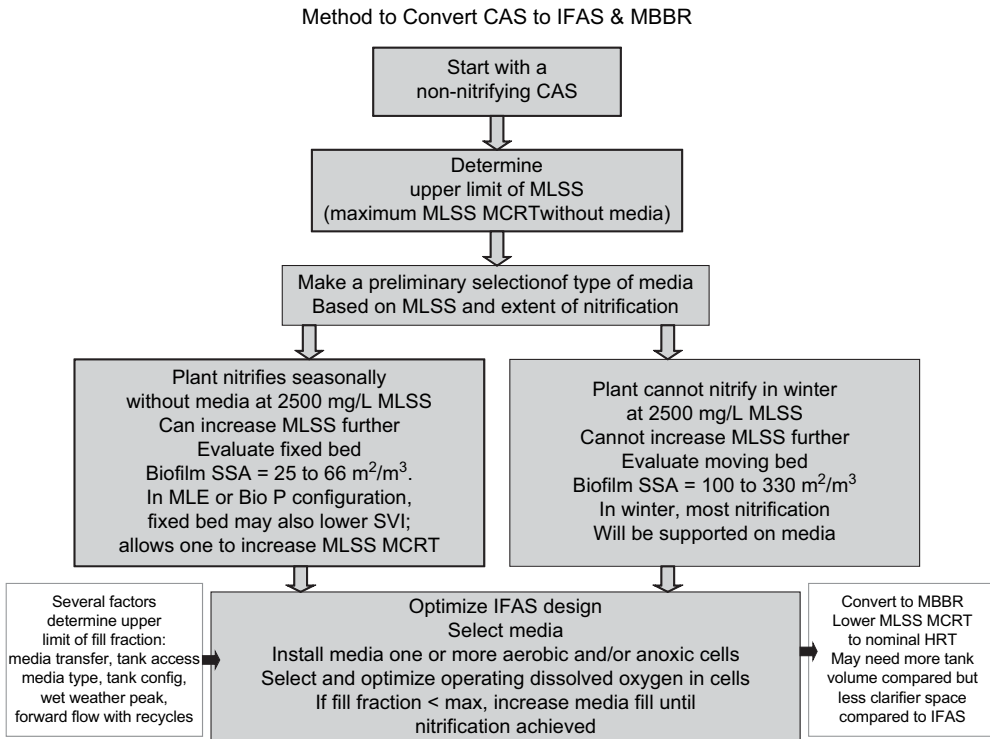 Method to Convert CAS to IFAS & MBBR
Start with a
non-nitrifying CAS
Determine
upper limit of MLSS
(maximum MLSS MCRTwithout media)
Make a preliminary selectionof type of media
Based on MLSS and extent of nitrification
Plant nitrifies seasonally
without media at 2500 mg/L MLSS
Can increase MLSS further
Evaluate fixed bed
Biofilm SSA = 25 to 66 m²/m³.
In MLE or Bio P configuration,
fixed bed may also lower SVI;
allows one to increase MLSS MCRT
Plant cannot nitrify in winter
at 2500 mg/L MLSS
Cannot increase MLSS further
Evaluate moving bed
Biofilm SSA = 100 to 330 m²/m³
In winter, most nitrification
Will be supported on media
Several factors
determine upper
limit of fill fraction:
media transfer, tank access
media type, tank config,
wet weather peak,
forward flow with recycles
Optimize IFAS design
Select media
Install media one or more aerobic and/or anoxic cells
Select and optimize operating dissolved oxygen in cells
If fill fraction < max, increase media fill until
nitrification achieved
Convert to MBBR
Lower MLSS MCRT
to nominal HRT
May need more tank
volume compared but
less clarifier space
compared to IFAS